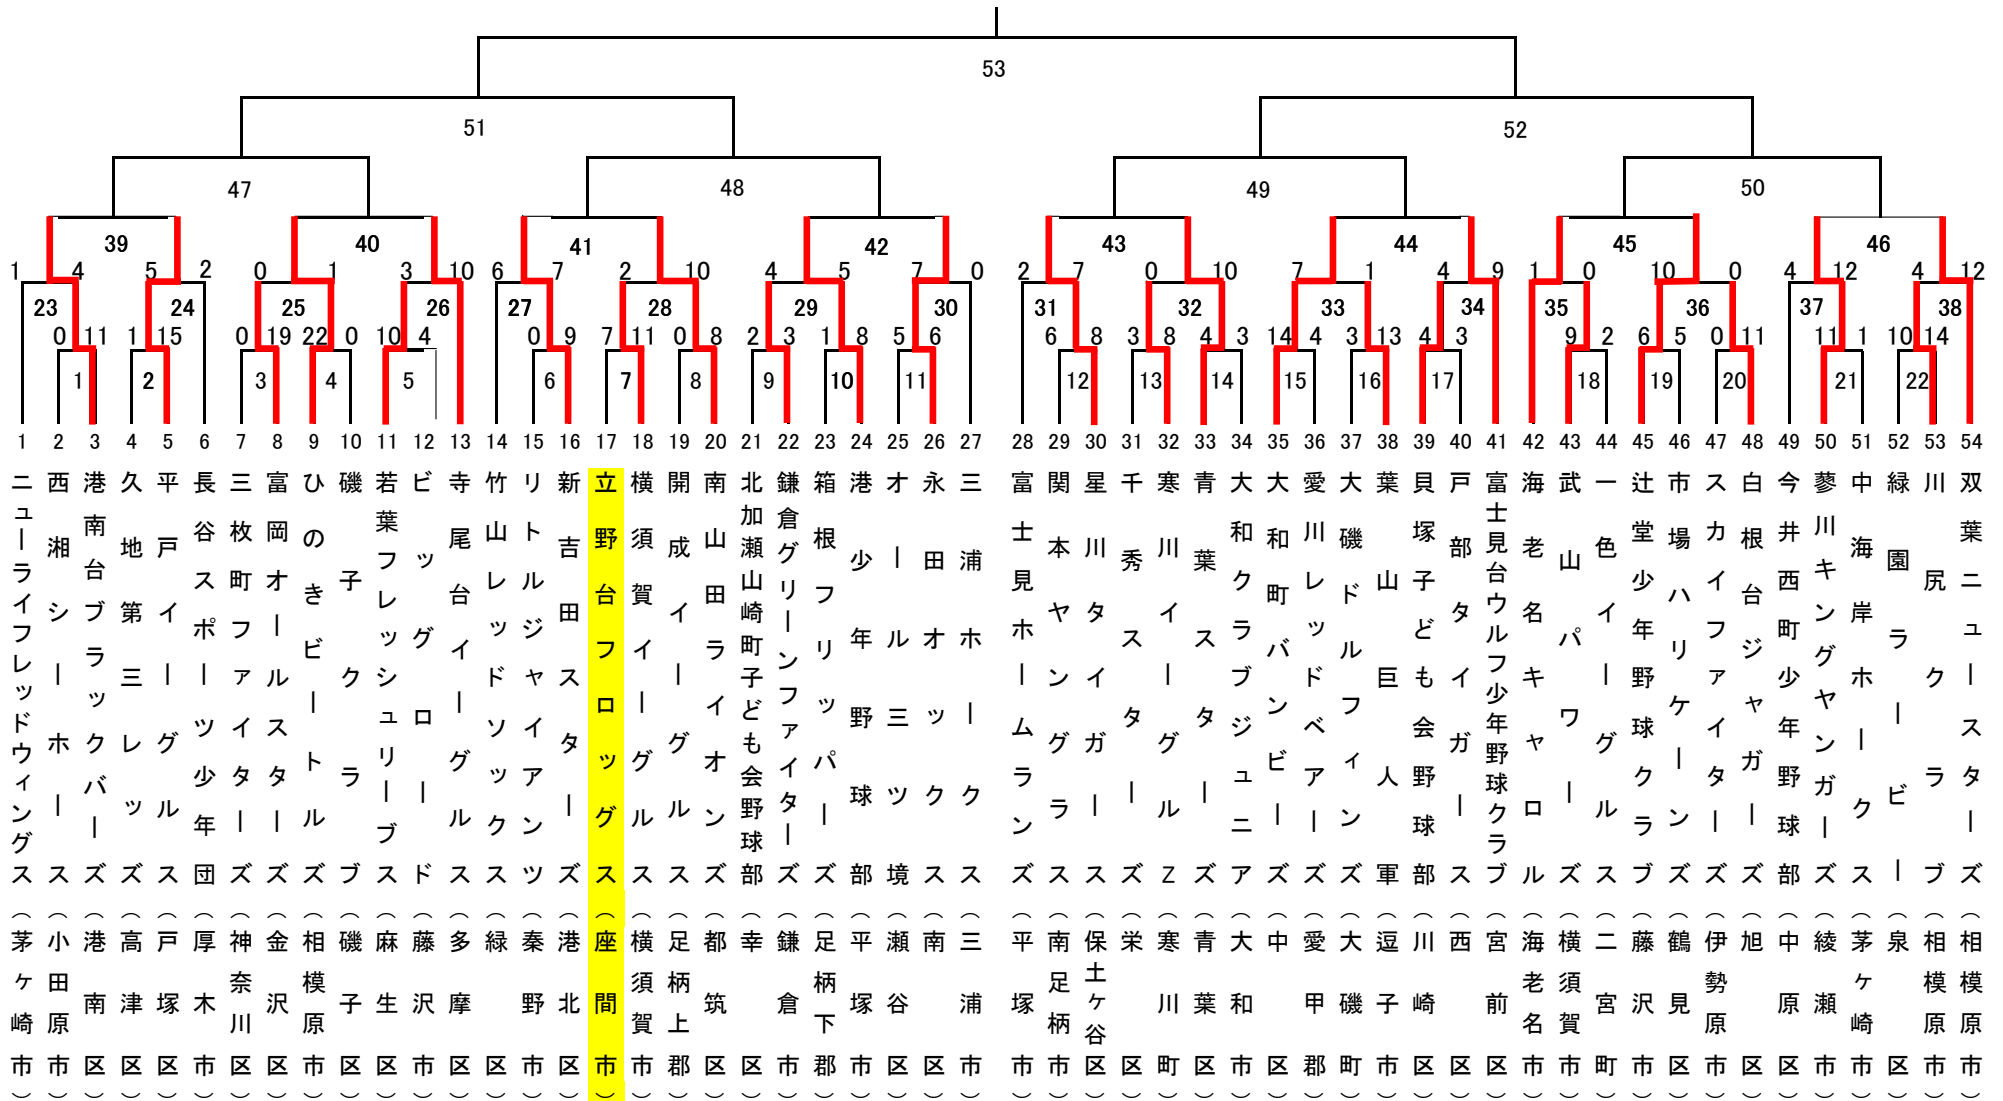 53
51
52
47
48
49
50
39
40
41
42
43
44
45
46
1 4 5 2 0 1 3 10 6 7 2 10 4 5 7 0 2 7 0 10 7 1 4 9 1 0 10 0 4 12 4 12
23 24 25 26 27 28 29 30 31 32 33 34 35 36 37 38
0 11 1 15 0 19 22 0 10 4 0 9 7 11 0 8 2 3 1 8 5 6 6 8 3 8 4 3 14 4 3 13 4 3 9 2 6 5 0 11 11 1 10 14
1 2 3 4 5 6 7 8 9 10 11 12 13 14 15 16 17 18 19 20 21 22
1 2 3 4 5 6 7 8 9 10 11 12 13 14 15 16 17 18 19 20 21 22 23 24 25 26 27 28 29 30 31 32 33 34 35 36 37 38 39 40 41 42 43 44 45 46 47 48 49 50 51 52 53 54
ニューライフレッドウィングス（茅ヶ崎市）
西湘シーホース（小田原市）
港南台ブラックバーズ（港南区）
久地第三レッズ（高津区）
平戸イーグルス（戸塚区）
長谷スポーツ少年団（厚木市）
三枚町ファイターズ（神奈川区）
富岡オールスターズ（金沢区）
ひのきビートルズ（相模原市）
磯子クラブ（磯子区）
若葉フレッシュリーブス（麻生区）
ビッググロード（藤沢市）
寺尾台イーグルス（多摩区）
竹山レッドソックス（緑区）
リトルジャイアンツ（秦野市）
新吉田スターズ（港北区）
立野台フロッグス（座間市）
横須賀イーグルス（横須賀市）
開成イーグルス（足柄上郡）
南山田ライオンズ（都筑区）
北加瀬山崎町子ども会野球部（幸区）
鎌倉グリーンファイターズ（鎌倉市）
箱根フリッパーズ（足柄下郡）
港少年野球部（平塚市）
オール三ツ境（瀬谷区）
永田オックス（南区）
三浦ホークス（三浦市）
富士見ホームランズ（平塚市）
関本ヤングラス（南足柄市）
星川タイガース（保土ヶ谷区）
千秀スターズ（栄区）
寒川イーグルZ（寒川町）
青葉スターズ（青葉区）
大和クラブジュニア（大和市）
大和町バンビーズ（中区）
愛川レッドベアーズ（愛甲郡）
大磯ドルフィンズ（大磯町）
葉山巨人軍（逗子市）
貝塚子ども会野球部（川崎区）
戸部タイガース（西区）
富士見台ウルフ少年野球クラブ（宮前区）
海老名キャロル（海老名市）
武山パワーズ（横須賀市）
一色イーグルス（二宮町）
辻堂少年野球クラブ（藤沢市）
市場ハリケーンズ（鶴見区）
スカイファイターズ（伊勢原市）
白根台ジャガーズ（旭区）
今井西町少年野球部（中原区）
蓼川キングヤンガーズ（綾瀬市）
中海岸ホークス（茅ヶ崎市）
緑園ラービー（泉区）
川尻クラブ（相模原市）
双葉ニュースターズ（相模原市）